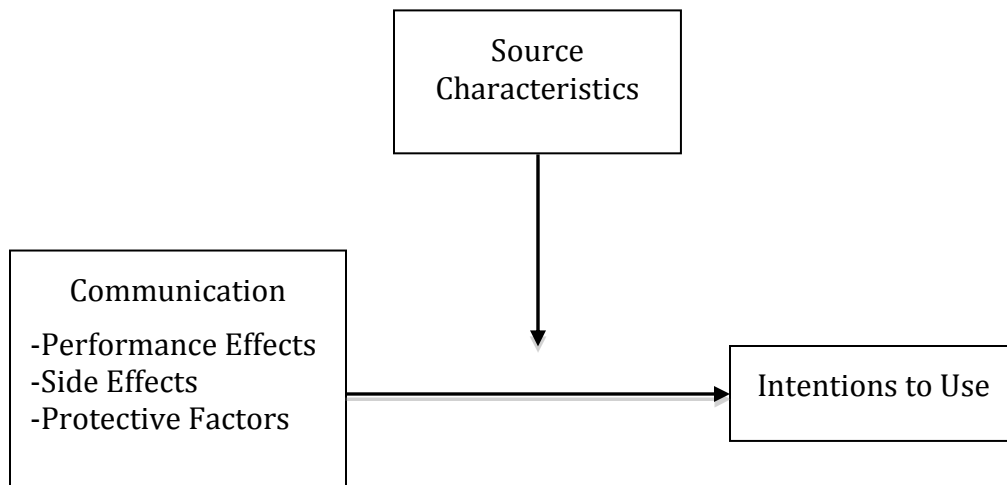 Source
Characteristics
Communication
-Performance Effects
-Side Effects
-Protective Factors
Intentions to Use